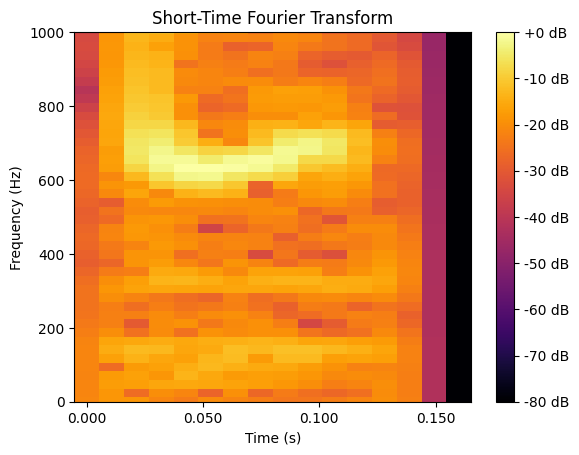 Short-Time Fourier Transform
Frequency (Hz)
1000
800
600
400
200
0
0.000
0.050
0.100
0.150
Time (s)
+0 dB
-10 dB
-20 dB
-30 dB
-40 dB
-50 dB
-60 dB
-70 dB
-80 dB